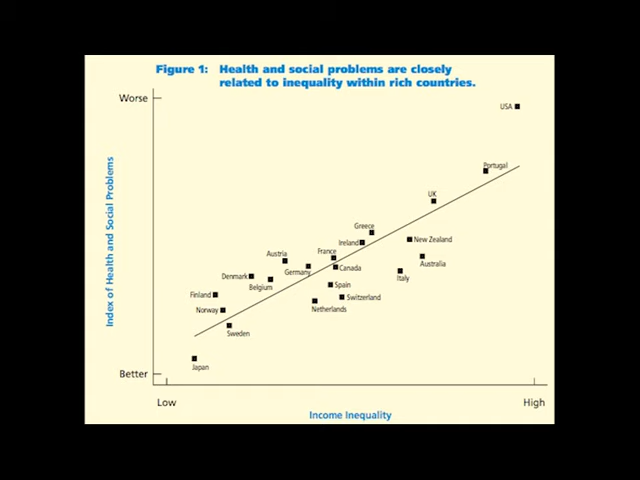 Figure 1: Health and social problems are closely
related to inequality within rich countries.
Worse
USA
Portugal
UK
Greece
Ireland
New Zealand
Austria
France
Australia
Germany
Canada
Denmark
Italy
Belgium
Spain
Finland
Switzerland
Norway
Netherlands
Sweden
Japan
Better
Low
High
Income Inequality
Index of Health and Social Problems